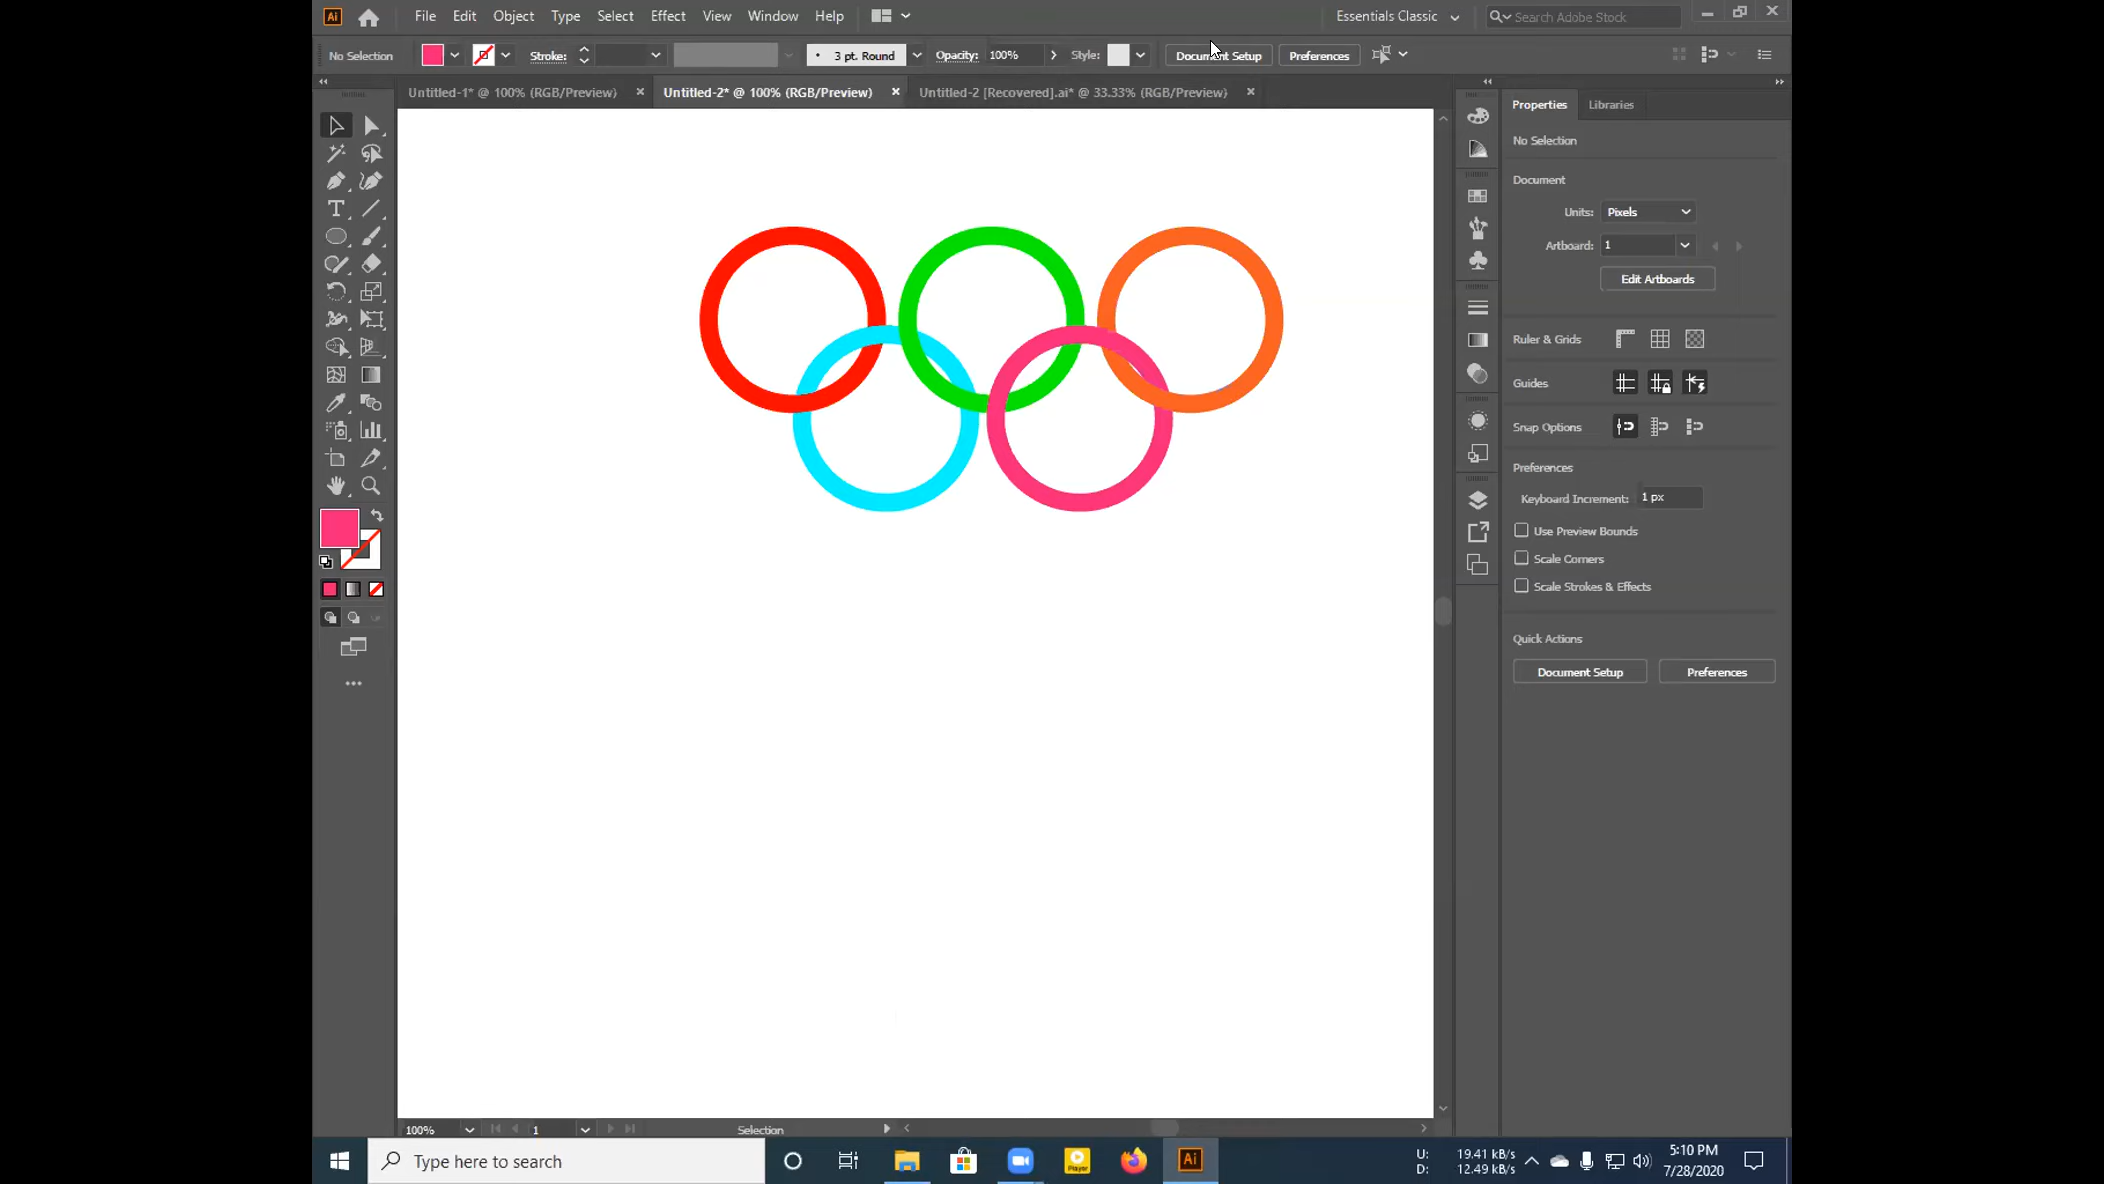 Ai File Edit Object Type Select Effect View Window Help Essentials Classic Search Adobe Stock
No Selection Stroke: 3 pt. Round Opacity: 100% Style: Document Setup Preferences
Untitled-1* @ 100% (RGB/Preview) × Untitled-2* @ 100% (RGB/Preview) × Untitled-2 [Recovered].ai* @ 33.33% (RGB/Preview) ×
Properties Libraries
No Selection
Document
Units: Pixels
Artboard: 1
Edit Artboards
Ruler & Grids
Guides
Snap Options
Preferences
Keyboard Increment: 1 px
Use Preview Bounds
Scale Corners
Scale Strokes & Effects
Quick Actions
Document Setup Preferences
100% 1 Selection
Type here to search
Player
Ai
U: 19.41 kB/s
D: 12.49 kB/s
5:10 PM
7/28/2020